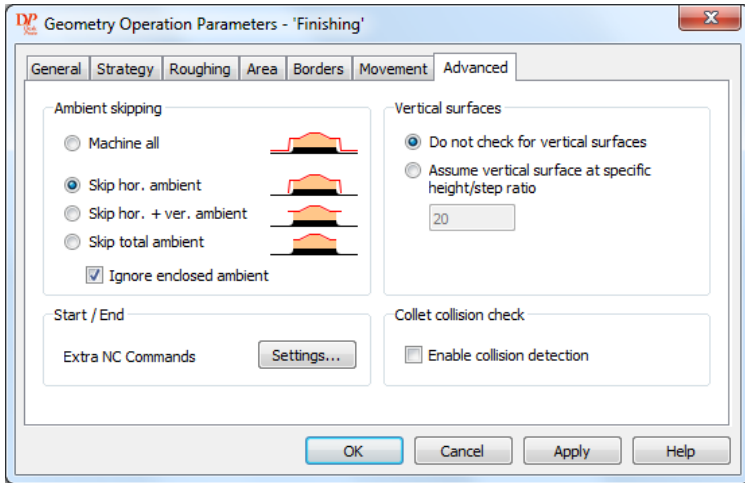 DP Geometry Operation Parameters - 'Finishing'
General Strategy Roughing Area Borders Movement Advanced
Ambient skipping
Machine all
Skip hor. ambient
Skip hor. + ver. ambient
Skip total ambient
Ignore enclosed ambient
Vertical surfaces
Do not check for vertical surfaces
Assume vertical surface at specific
height/step ratio
20
Start / End
Extra NC Commands Settings...
Collet collision check
Enable collision detection
OK Cancel Apply Help